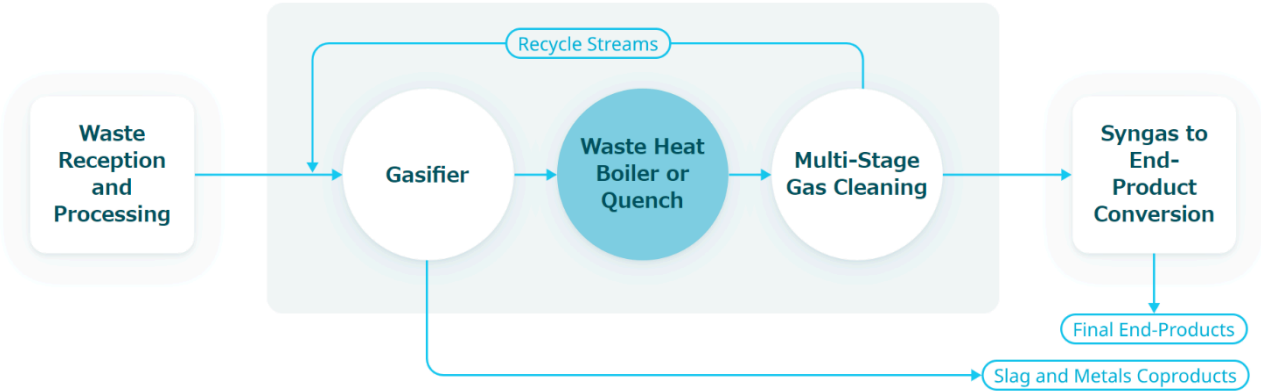 Recycle Streams
Waste
Reception
and
Processing
Gasifier
Waste Heat
Boiler or
Quench
Multi-Stage
Gas Cleaning
Syngas to
End-
Product
Conversion
Final End-Products
Slag and Metals Coproducts